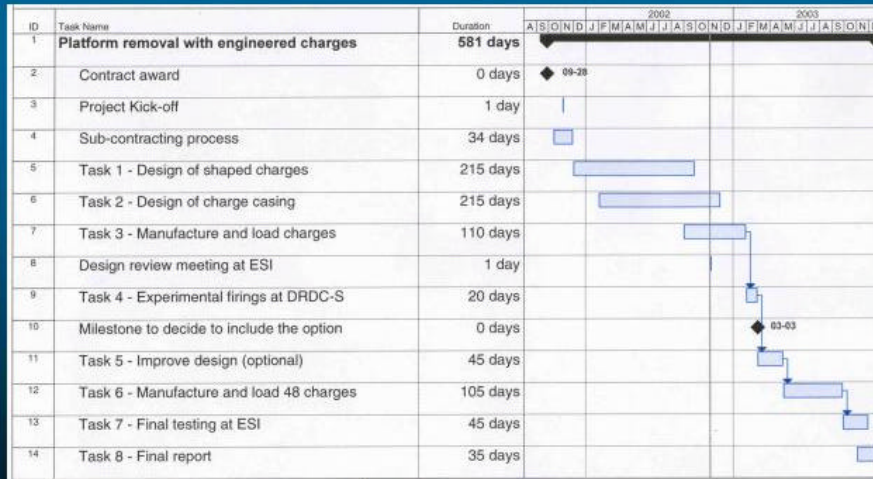 2002 2003
ID Task Name Duration A S O N D J F M A M J J A S O N D J F M A M J J A S O N
1 Platform removal with engineered charges 581 days
2 Contract award 0 days 09-28
3 Project Kick-off 1 day
4 Sub-contracting process 34 days
5 Task 1 - Design of shaped charges 215 days
6 Task 2 - Design of charge casing 215 days
7 Task 3 - Manufacture and load charges 110 days
8 Design review meeting at ESI 1 day
9 Task 4 - Experimental firings at DRDC-S 20 days
10 Milestone to decide to include the option 0 days 03-03
11 Task 5 - Improve design (optional) 45 days
12 Task 6 - Manufacture and load 48 charges 105 days
13 Task 7 - Final testing at ESI 45 days
14 Task 8 - Final report 35 days